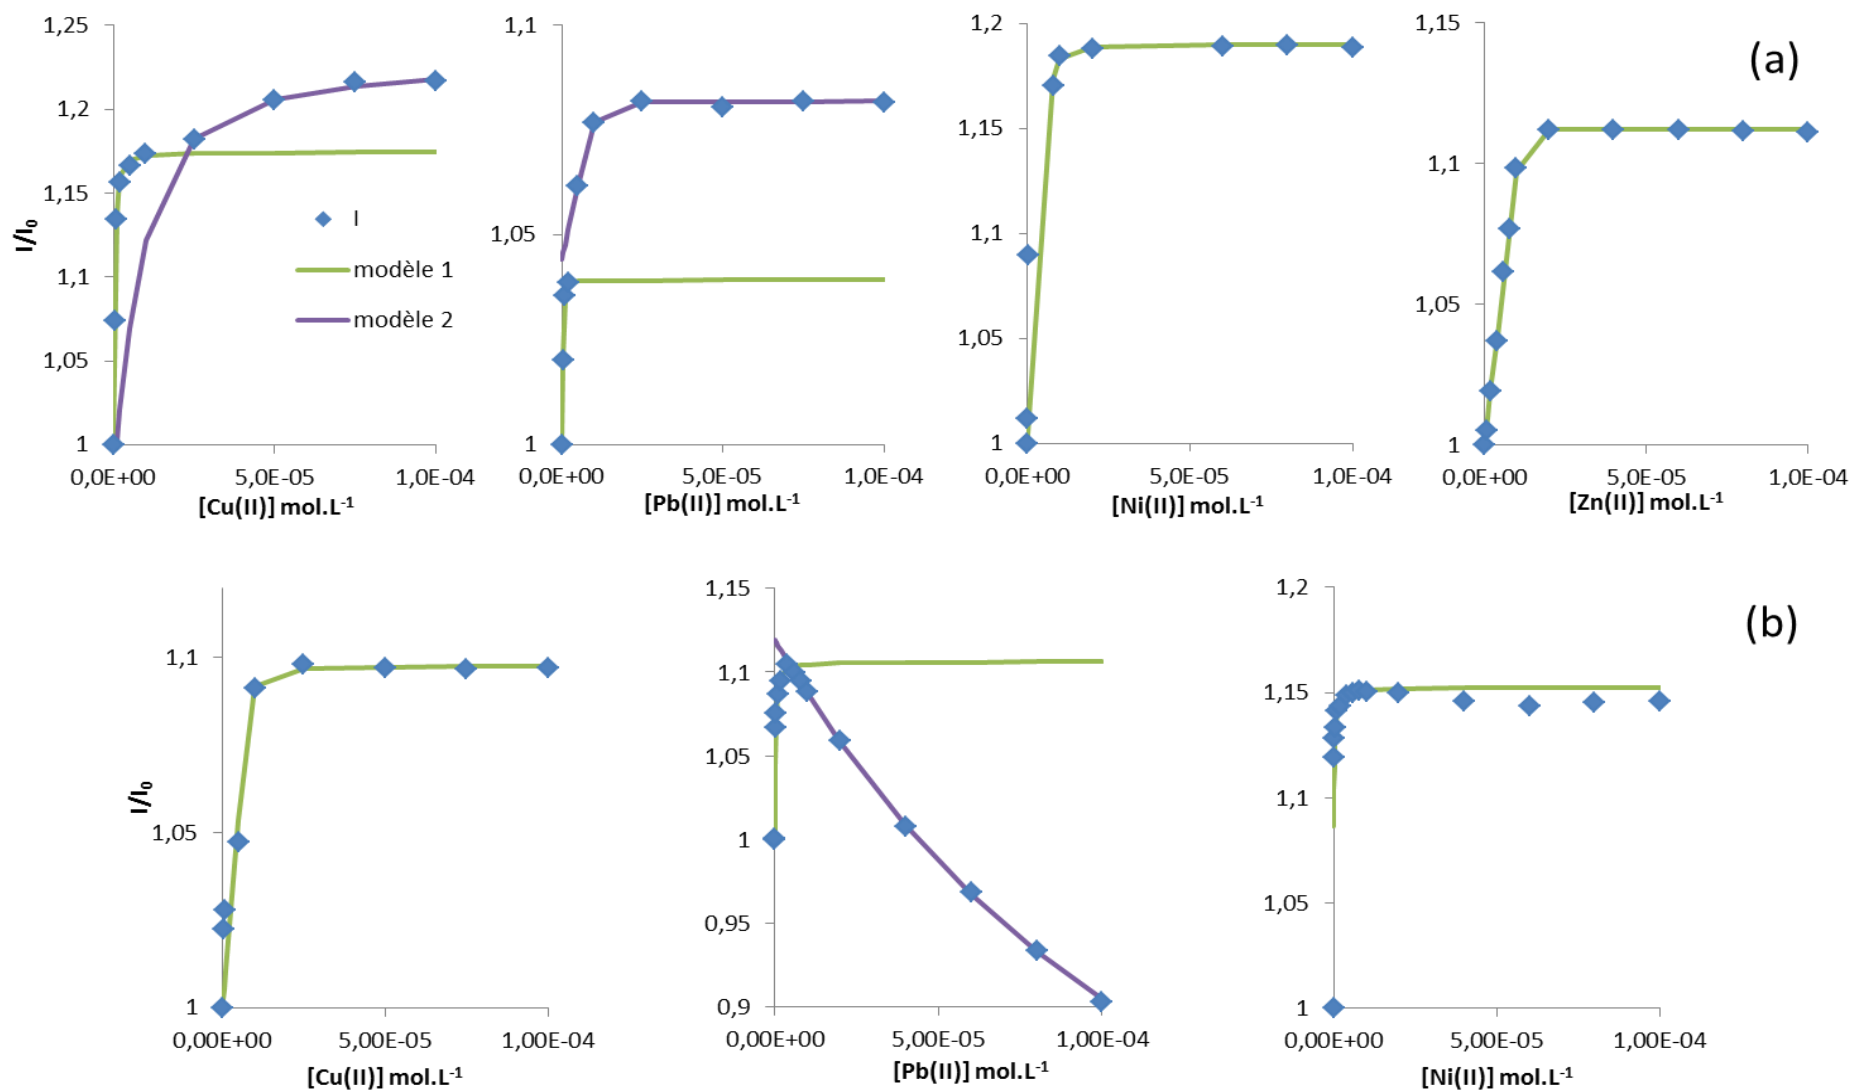 (a)
I/I₀
1,25
1,2
1,15
1,1
1,05
1
0,0E+00 5,0E-05 1,0E-04
[Cu(II)] mol.L⁻¹
I
modèle 1
modèle 2
1,1
1,05
1
0,0E+00 5,0E-05 1,0E-04
[Pb(II)] mol.L⁻¹
1,2
1,15
1,1
1,05
1
0,0E+00 5,0E-05 1,0E-04
[Ni(II)] mol.L⁻¹
1,15
1,1
1,05
1
0,0E+00 5,0E-05 1,0E-04
[Zn(II)] mol.L⁻¹
(b)
I/I₀
1,1
1,05
1
0,00E+00 5,00E-05 1,00E-04
[Cu(II)] mol.L⁻¹
1,15
1,1
1,05
1
0,95
0,9
0,00E+00 5,00E-05 1,00E-04
[Pb(II)] mol.L⁻¹
1,2
1,15
1,1
1,05
1
0,00E+00 5,00E-05 1,00E-04
[Ni(II)] mol.L⁻¹